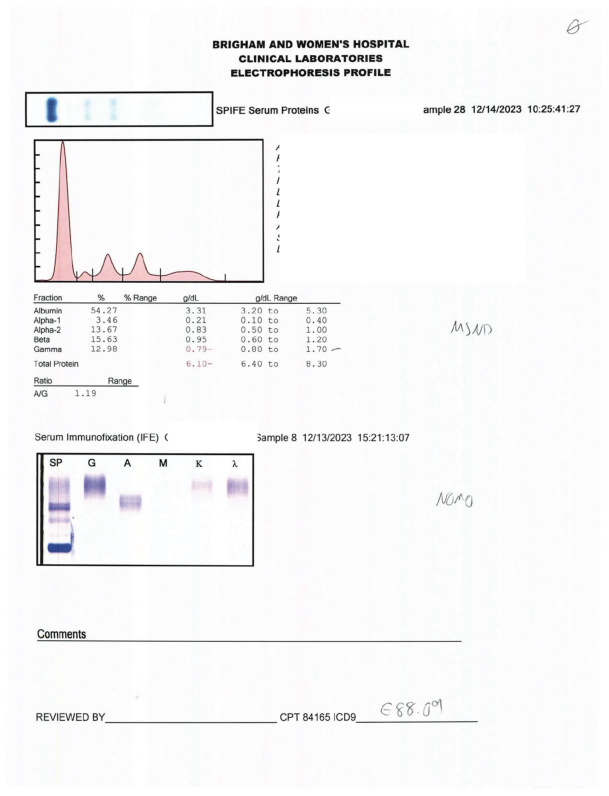 BRIGHAM AND WOMEN'S HOSPITAL
CLINICAL LABORATORIES
ELECTROPHORESIS PROFILE
SPIFE Serum Proteins ample 28 12/14/2023 10:25:41:27
Fraction % % Range g/dL g/dL Range
Albumin 54.27 3.31 3.20 to 5.30
Alpha-1 3.46 0.21 0.10 to 0.40
Alpha-2 13.67 0.83 0.50 to 1.00
Beta 15.63 0.95 0.60 to 1.20
Gamma 12.98 0.79- 0.80 to 1.70
MSND
Total Protein 6.10- 6.40 to 8.30
Ratio Range
A/G 1.19
Serum Immunofixation (IFE) ( Sample 8 12/13/2023 15:21:13:07
SP G A M K λ
Comments
REVIEWED BY CPT 84165 ICD9 E88.09